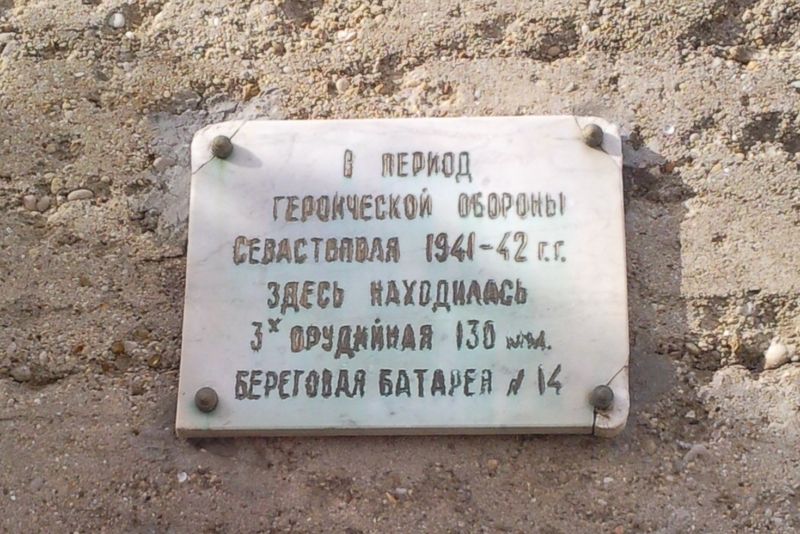 В ПЕРИОД
ГЕРОИЧЕСКОЙ ОБОРОНЫ
СЕВАСТОПОЛЯ 1941-42 г.г.
ЗДЕСЬ НАХОДИЛАСЬ
3х ОРУДИЙНАЯ 130 мм.
БЕРЕГОВАЯ БАТАРЕЯ № 14